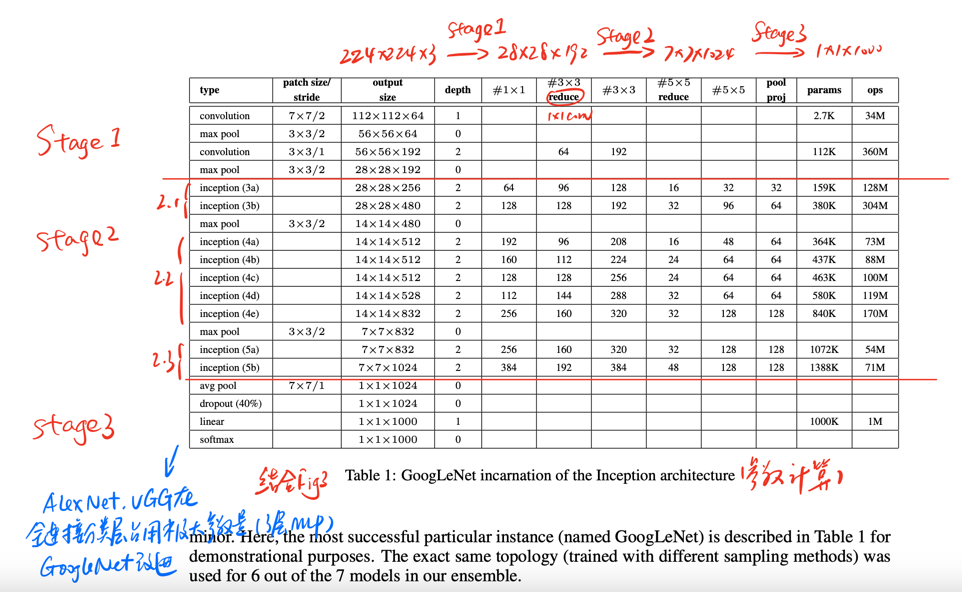 Stage1 Stage2 Stage3
224×224×3 → 28×28×192 → 7×7×1024 → 1×1×1000
type patch size/stride output size depth #1×1 #3×3 reduce #3×3 #5×5 reduce #5×5 pool proj params ops
1×1 conv
convolution 7×7/2 112×112×64 1 2.7K 34M
Stage 1
max pool 3×3/2 56×56×64 0
convolution 3×3/1 56×56×192 2 64 192 112K 360M
max pool 3×3/2 28×28×192 0
inception (3a) 28×28×256 2 64 96 128 16 32 32 159K 128M
2.1
inception (3b) 28×28×480 2 128 128 192 32 96 64 380K 304M
max pool 3×3/2 14×14×480 0
stage2
inception (4a) 14×14×512 2 192 96 208 16 48 64 364K 73M
inception (4b) 14×14×512 2 160 112 224 24 64 64 437K 88M
2.2
inception (4c) 14×14×512 2 128 128 256 24 64 64 463K 100M
inception (4d) 14×14×528 2 112 144 288 32 64 64 580K 119M
inception (4e) 14×14×832 2 256 160 320 32 128 128 840K 170M
max pool 3×3/2 7×7×832 0
2.3
inception (5a) 7×7×832 2 256 160 320 32 128 128 1072K 54M
inception (5b) 7×7×1024 2 384 192 384 48 128 128 1388K 71M
avg pool 7×7/1 1×1×1024 0
dropout (40%) 1×1×1024 0
stage3
linear 1×1×1000 1 1000K 1M
softmax 1×1×1000 0
结合Fig3
Table 1: GoogLeNet incarnation of the Inception architecture
(参数计算)
AlexNet, VGG在
全连接分类层占用极大参数量(3层MLP)
GoogLeNet改进
minor. Here, the most successful particular instance (named GoogLeNet) is described in Table 1 for
demonstrational purposes. The exact same topology (trained with different sampling methods) was
used for 6 out of the 7 models in our ensemble.